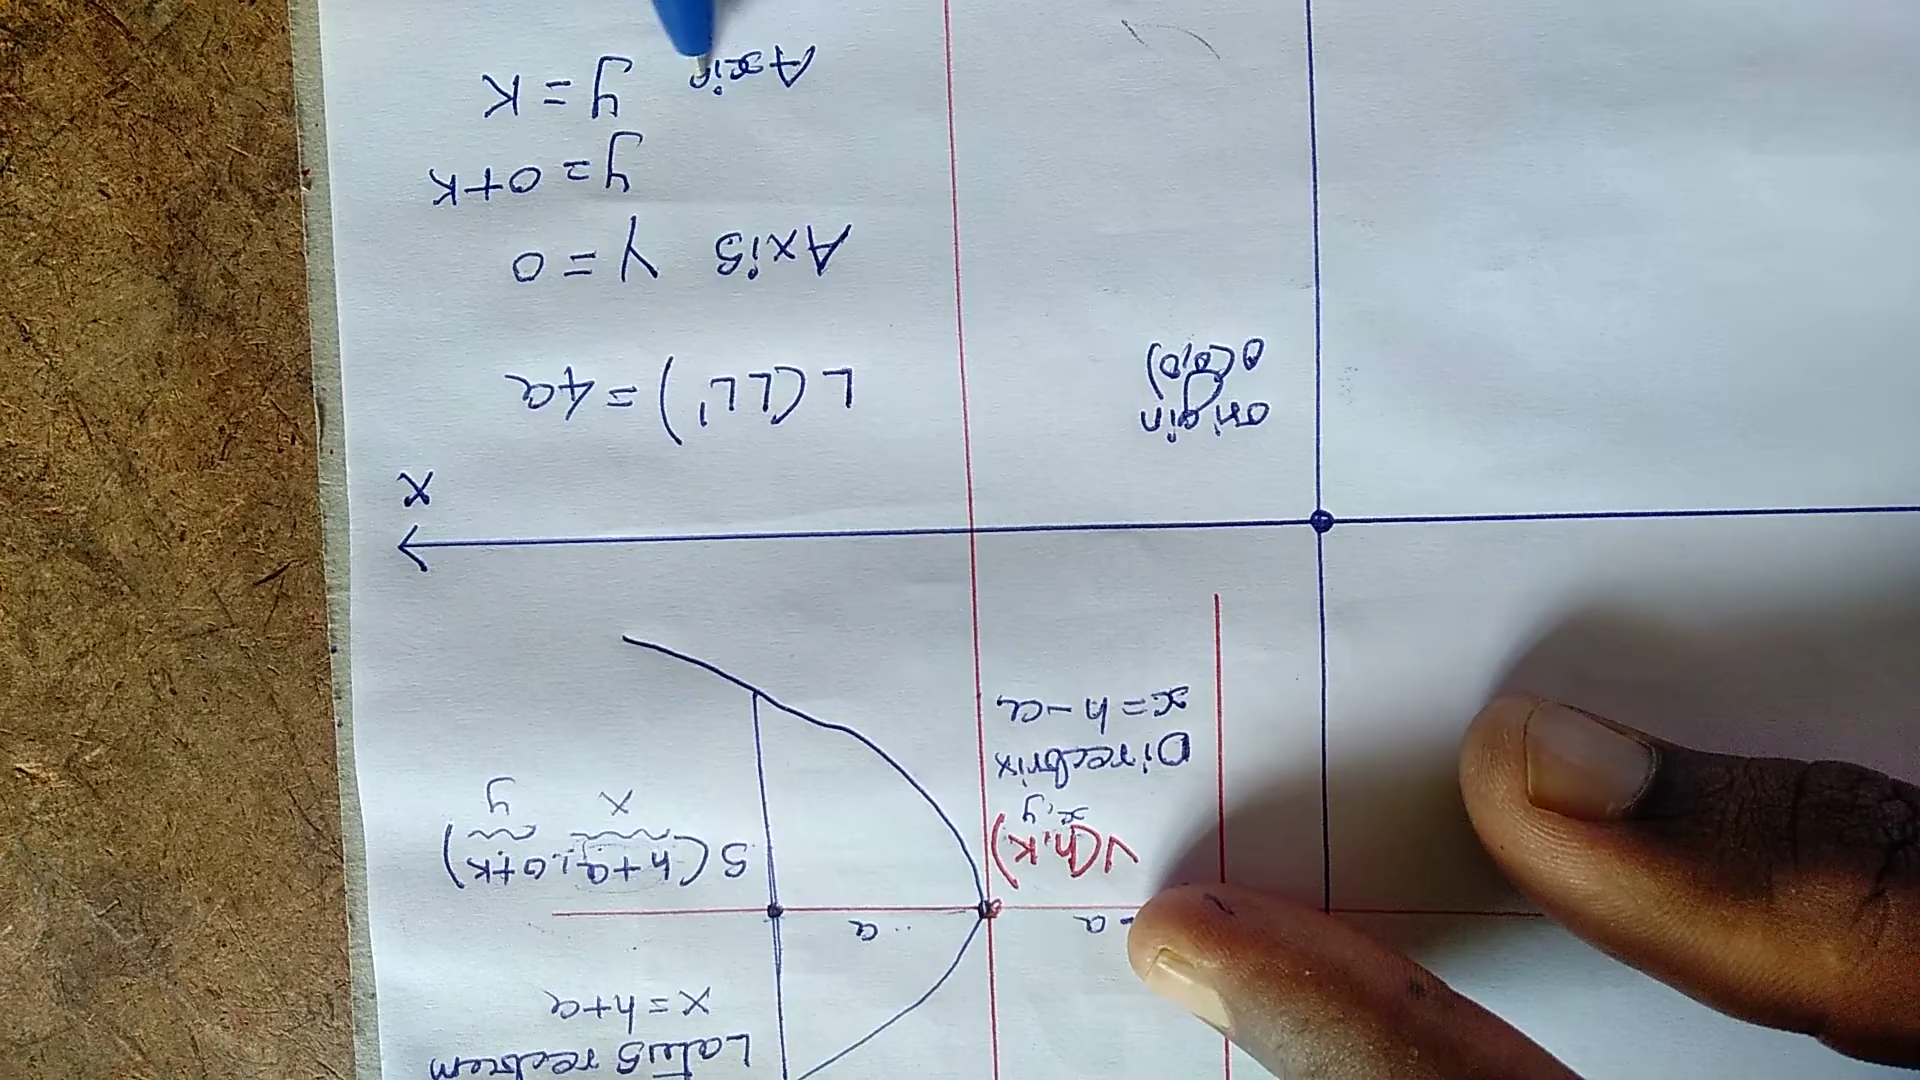 Latus rectum
x = h+a
-a a
V(h,k) S(h+a, 0+k)
x,y x y
Directrix
x = h-a
X
origin L(LL') = 4a
O(0,0)
Axis Y = 0
y = 0+k
Axis y = k